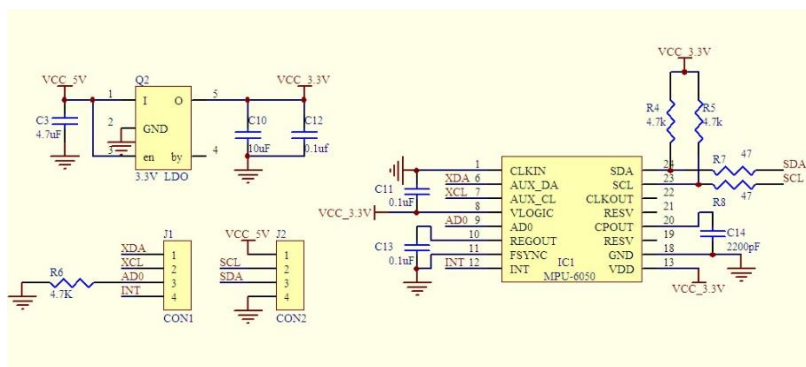 VCC_5V
Q2
VCC_3.3V
1 I O 5
C3
4.7uF
2 GND
C10
10uF
C12
0.1uf
3 en by 4
3.3V LDO
VCC_3.3V
R4
4.7k
R5
4.7k
1 CLKIN SDA 24 R7 47 SDA
XDA 6 AUX_DA SCL 23 SCL
XCL 7 AUX_CL CLKOUT 22 47
C11
0.1uF
VCC_3.3V 8 VLOGIC RESV 21 R8
AD0 9 AD0 CPOUT 20
10 REGOUT RESV 19
C14
2200pF
C13
0.1uF
11 FSYNC GND 18
INT 12 INT VDD 13
IC1
MPU-6050
VCC_3.3V
J1
XDA 1
XCL 2
R6
4.7K
AD0 3
INT 4
CON1
VCC_5V
J2
1
SCL 2
SDA 3
4
CON2